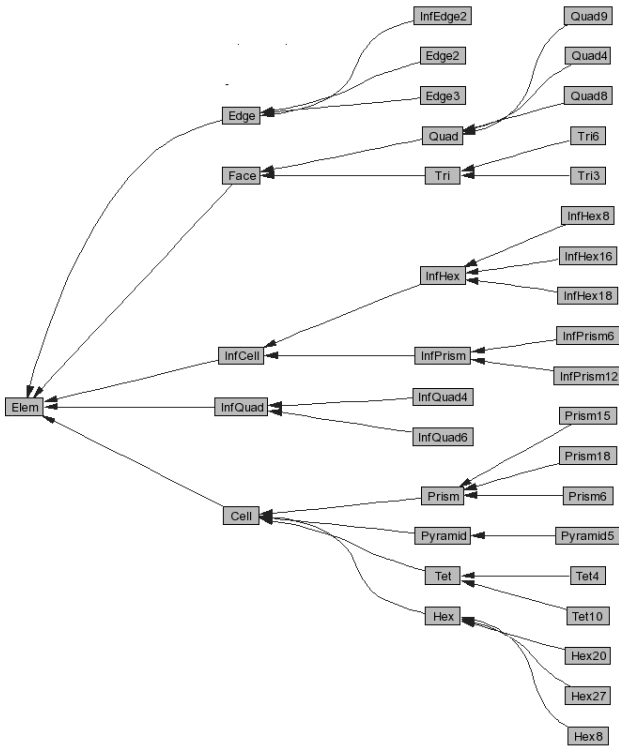 InfEdge2
Quad9
Edge2
Quad4
Edge3
Quad8
Edge
Quad
Tri6
Face
Tri
Tri3
InfHex8
InfHex16
InfHex
InfHex18
InfPrism6
InfCell
InfPrism
InfPrism12
InfQuad4
Elem
InfQuad
Prism15
InfQuad6
Prism18
Prism
Prism6
Cell
Pyramid
Pyramid5
Tet
Tet4
Hex
Tet10
Hex20
Hex27
Hex8